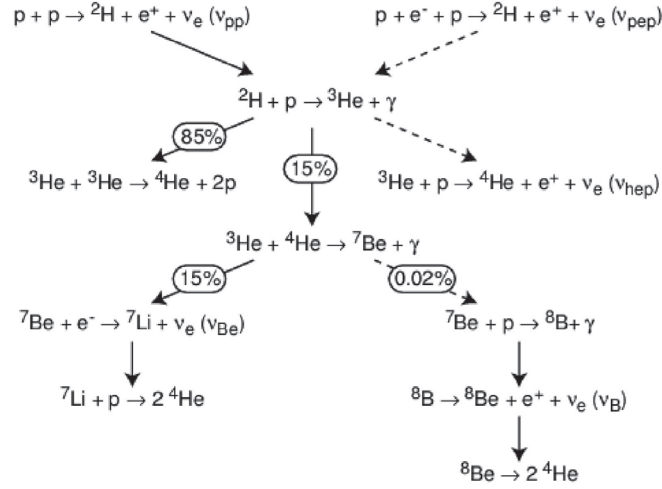 p + p → ²H + e⁺ + νₑ (νpp)
p + e⁻ + p → ²H + e⁺ + νₑ (νpep)
²H + p → ³He + γ
85%
15%
³He + ³He → ⁴He + 2p
³He + p → ⁴He + e⁺ + νₑ (νhep)
³He + ⁴He → ⁷Be + γ
15%
0.02%
⁷Be + e⁻ → ⁷Li + νₑ (νBe)
⁷Be + p → ⁸B+ γ
⁷Li + p → 2 ⁴He
⁸B → ⁸Be + e⁺ + νₑ (νB)
⁸Be → 2 ⁴He